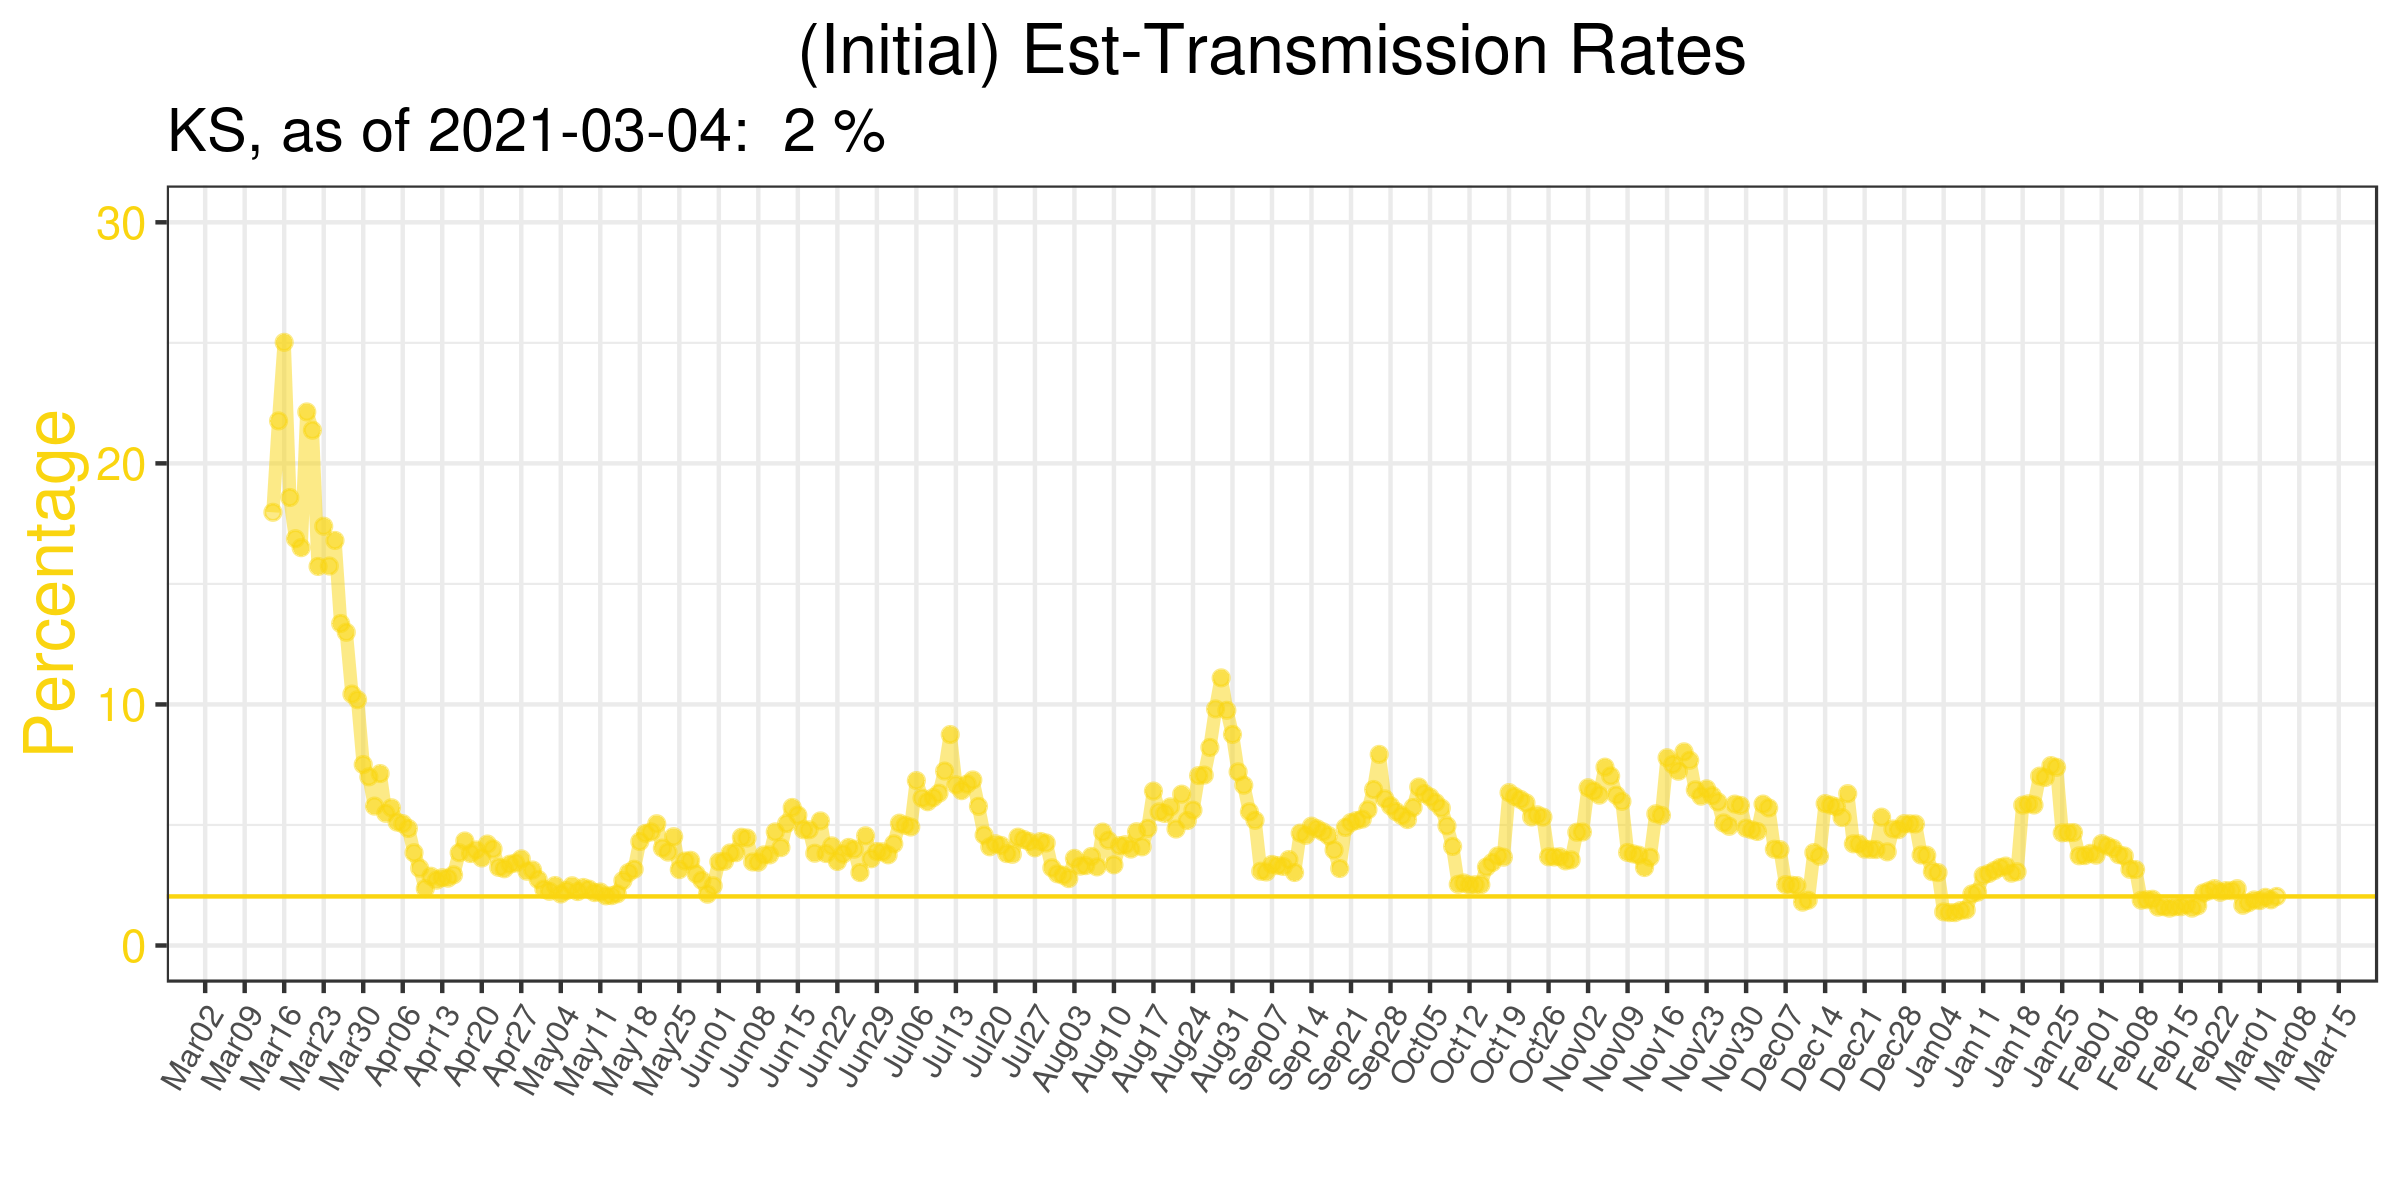 (Initial) Est-Transmission Rates
KS, as of 2021-03-04:  2 %
Percentage
30
20
10
0
Mar02
Mar09
Mar16
Mar23
Mar30
Apr06
Apr13
Apr20
Apr27
May04
May11
May18
May25
Jun01
Jun08
Jun15
Jun22
Jun29
Jul06
Jul13
Jul20
Jul27
Aug03
Aug10
Aug17
Aug24
Aug31
Sep07
Sep14
Sep21
Sep28
Oct05
Oct12
Oct19
Oct26
Nov02
Nov09
Nov16
Nov23
Nov30
Dec07
Dec14
Dec21
Dec28
Jan04
Jan11
Jan18
Jan25
Feb01
Feb08
Feb15
Feb22
Mar01
Mar08
Mar15